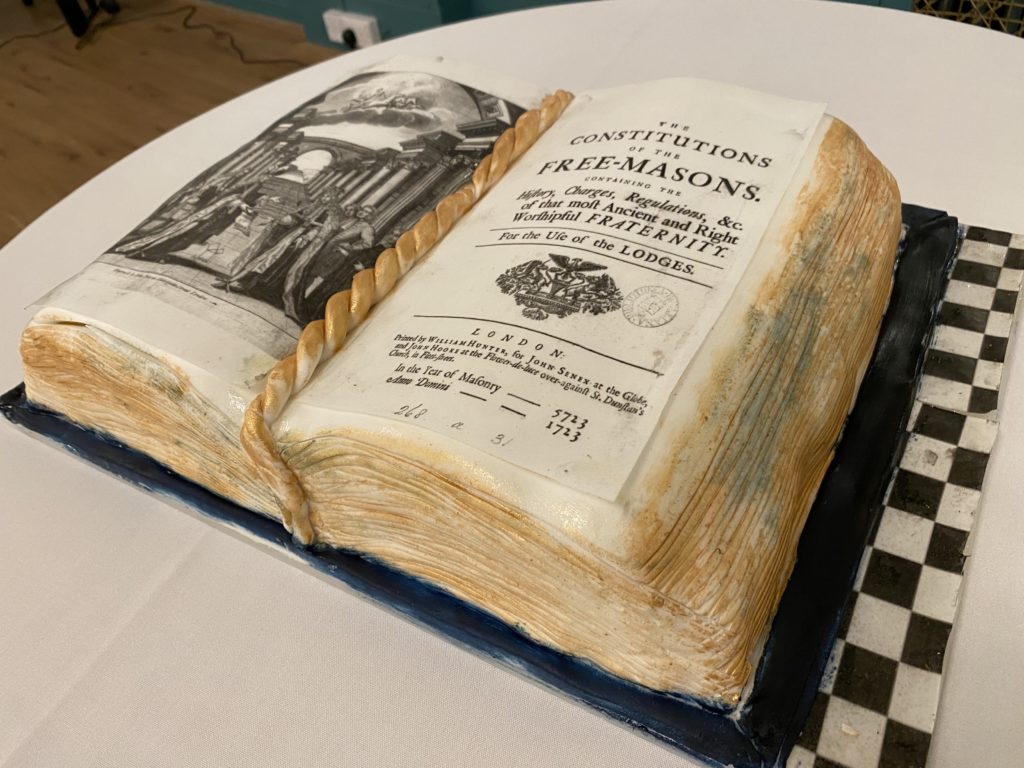 THE
CONSTITUTIONS
OF THE
FREE-MASONS.
CONTAINING THE
Hiſtory, Charges, Regulations, &c.
of that moſt Ancient and Right
Worſhipful FRATERNITY.
For the Uſe of the LODGES.
LONDON:
Printed by WILLIAM HUNTER, for JOHN SENEX at the Globe,
and JOHN HOOKE at the Flower-de-luce over-againſt St. Dunſtan's
Church, in Fleet-ſtreet.
In the Year of Masonry — 5723
Anno Domini — — 1723
268 a 31